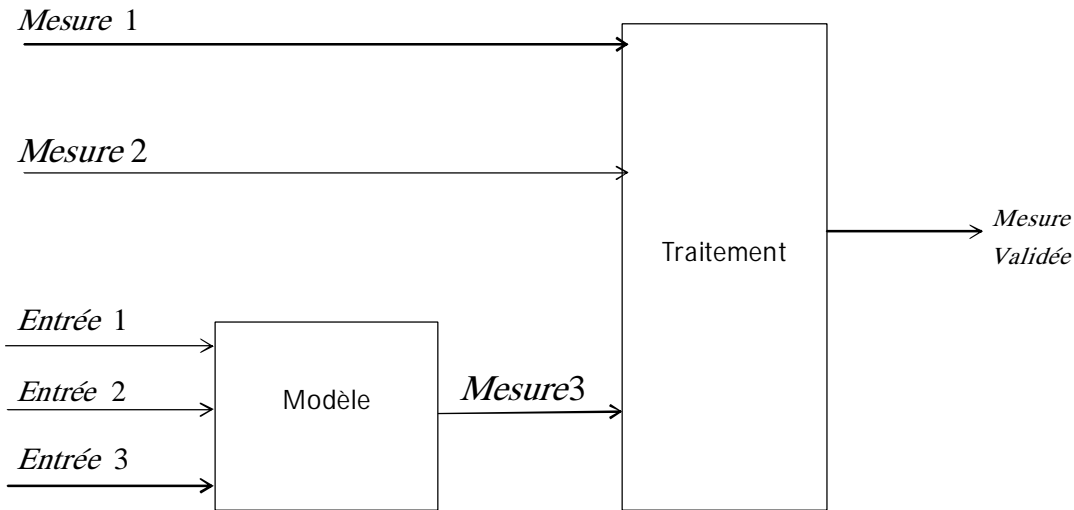 Mesure 1
Mesure 2
Traitement
Mesure
Validée
Entrée 1
Entrée 2
Entrée 3
Modèle
Mesure3